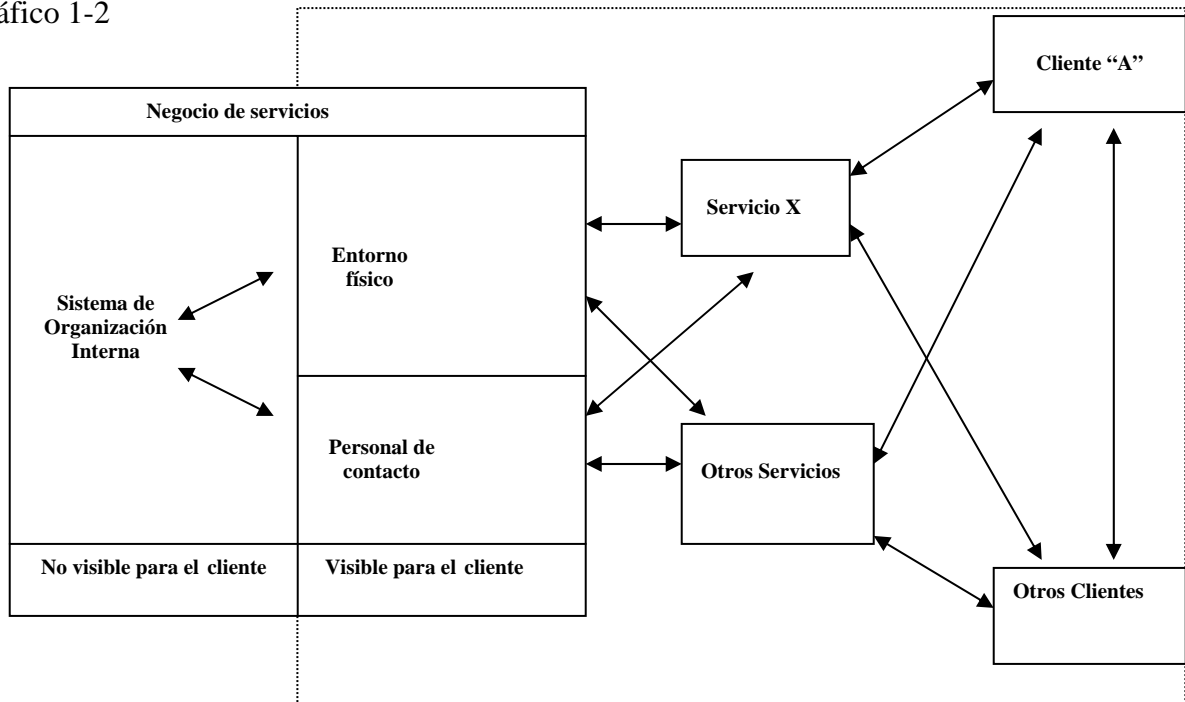 áfico 1-2
Cliente “A”
Negocio de servicios
Servicio X
Entorno
físico
Sistema de
Organización
Interna
Personal de
contacto
Otros Servicios
No visible para el cliente
Visible para el cliente
Otros Clientes